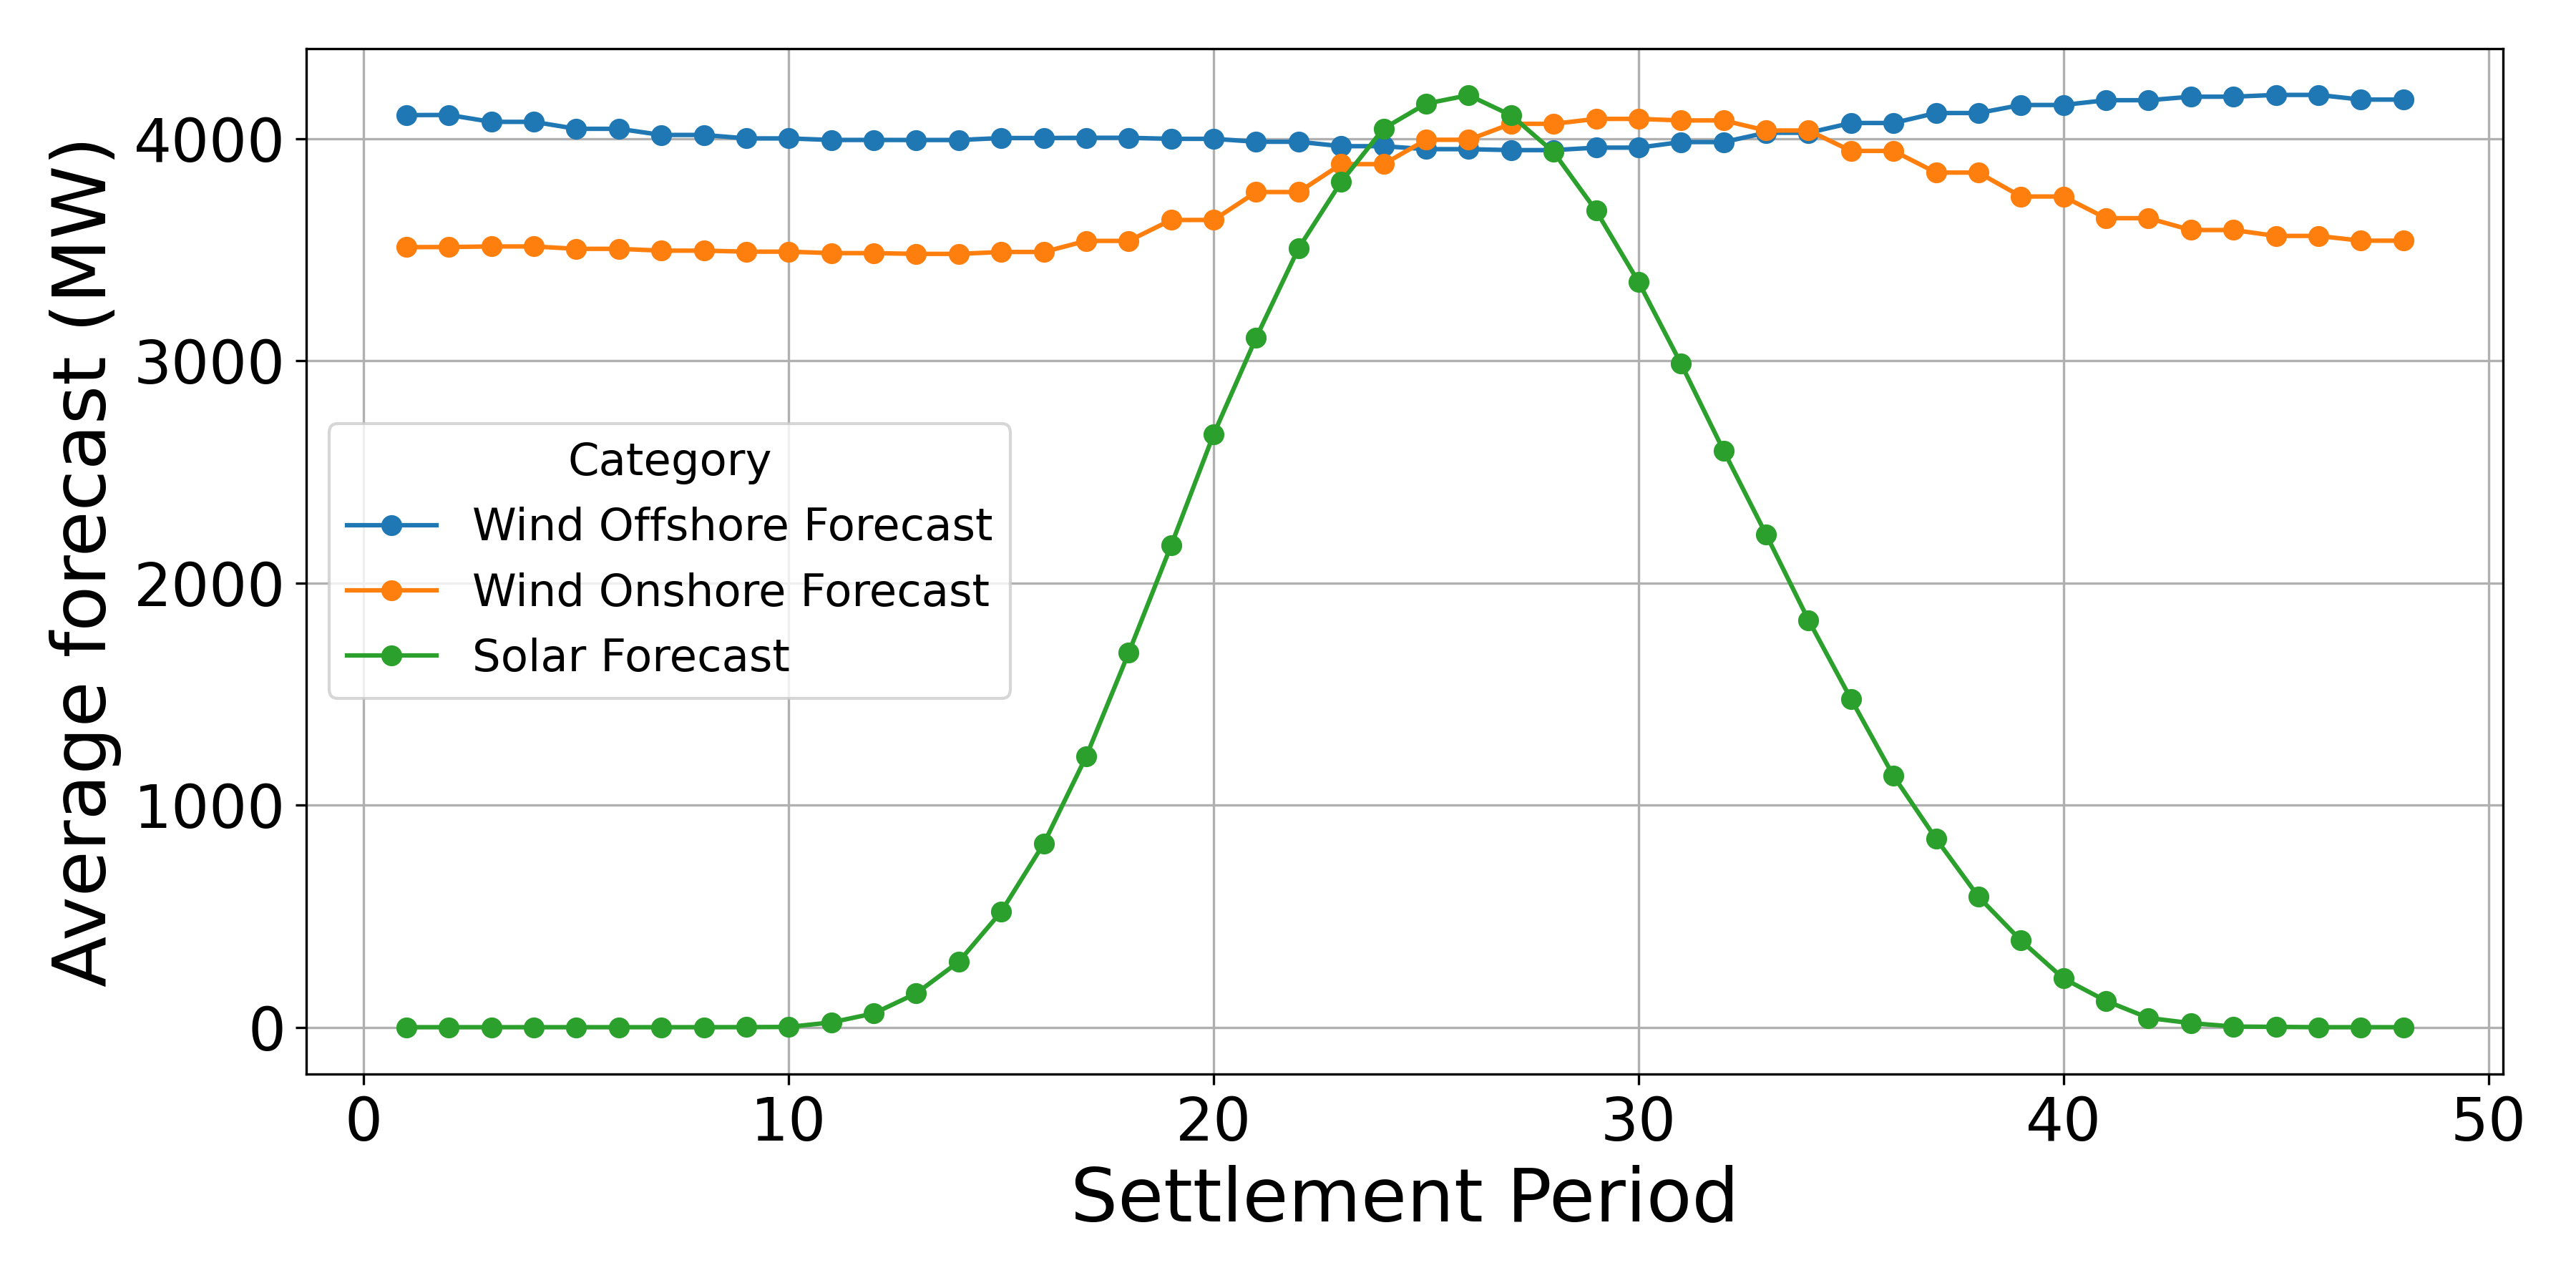 Average forecast (MW)
4000
3000
2000
1000
0
Category
Wind Offshore Forecast
Wind Onshore Forecast
Solar Forecast
0 10 20 30 40 50
Settlement Period